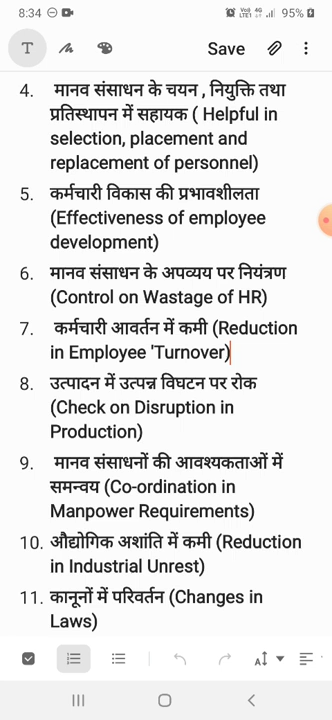 8:34
Vo)) 4G LTE1 95%
T Save
4. मानव संसाधन के चयन , नियुक्ति तथा
प्रतिस्थापन में सहायक ( Helpful in
selection, placement and
replacement of personnel)
5. कर्मचारी विकास की प्रभावशीलता
(Effectiveness of employee
development)
6. मानव संसाधन के अपव्यय पर नियंत्रण
(Control on Wastage of HR)
7. कर्मचारी आवर्तन में कमी (Reduction
in Employee 'Turnover)
8. उत्पादन में उत्पन्न विघटन पर रोक
(Check on Disruption in
Production)
9. मानव संसाधनों की आवश्यकताओं में
समन्वय (Co-ordination in
Manpower Requirements)
10. औद्योगिक अशांति में कमी (Reduction
in Industrial Unrest)
11. कानूनों में परिवर्तन (Changes in
Laws)